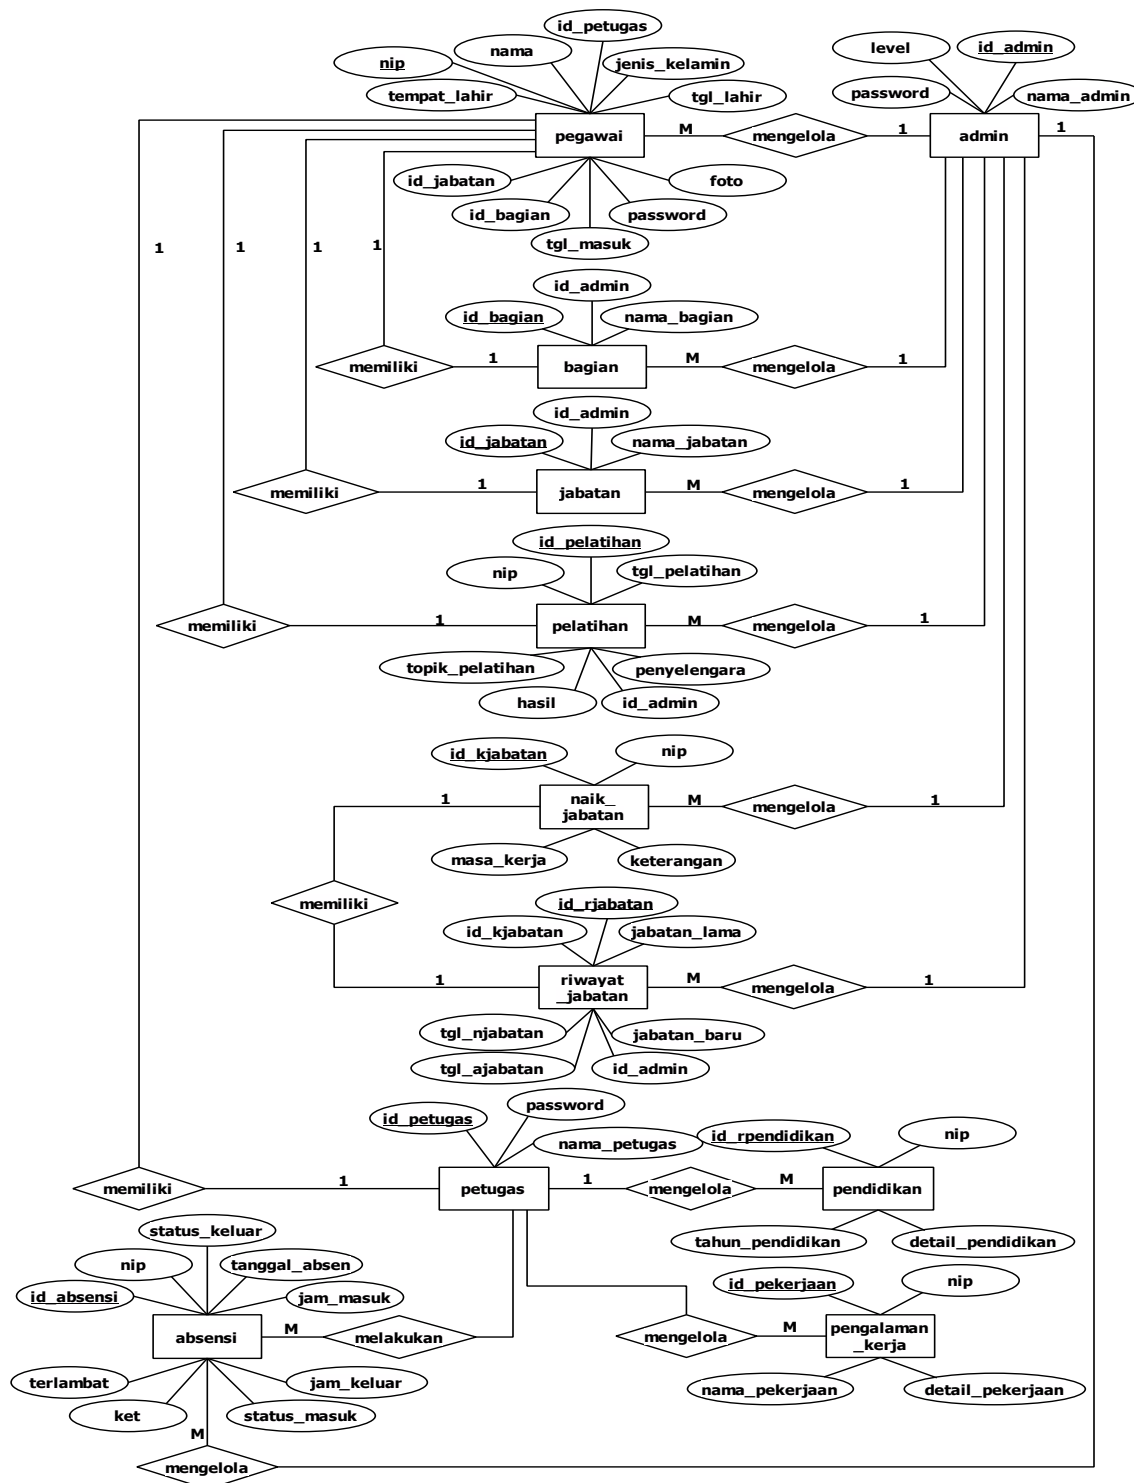 id_petugas
level
id_admin
nama
nip
jenis_kelamin
password
nama_admin
tempat_lahir
tgl_lahir
pegawai
M
mengelola
1
admin
1
id_jabatan
foto
id_bagian
password
tgl_masuk
1
1
1
1
id_admin
id_bagian
nama_bagian
memiliki
1
bagian
M
mengelola
1
id_admin
id_jabatan
nama_jabatan
memiliki
1
jabatan
M
mengelola
1
id_pelatihan
nip
tgl_pelatihan
memiliki
1
pelatihan
M
mengelola
1
topik_pelatihan
penyelengara
hasil
id_admin
id_kjabatan
nip
1
naik_
jabatan
M
mengelola
1
masa_kerja
keterangan
memiliki
id_rjabatan
id_kjabatan
jabatan_lama
1
riwayat
_jabatan
M
mengelola
1
tgl_njabatan
jabatan_baru
tgl_ajabatan
id_admin
id_petugas
password
nama_petugas
id_rpendidikan
nip
memiliki
1
petugas
1
mengelola
M
pendidikan
status_keluar
tahun_pendidikan
detail_pendidikan
nip
tanggal_absen
id_absensi
jam_masuk
id_pekerjaan
nip
absensi
M
melakukan
mengelola
M
pengalaman
_kerja
terlambat
jam_keluar
nama_pekerjaan
detail_pekerjaan
ket
status_masuk
M
mengelola